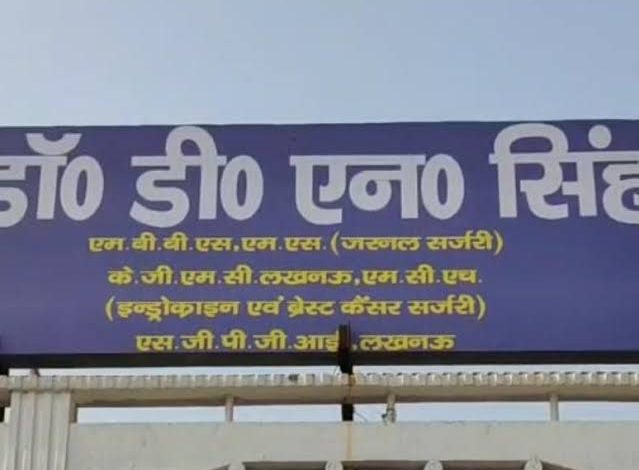 डॉ० डी० एन० सिंह
एम.बी.बी.एस,एम.एस.(जरनल सर्जरी)
के.जी.एम.सी.लखनऊ,एम.सी.एच.
(इन्ड्रोक्राइन एवं ब्रेस्ट कैंसर सर्जरी)
एस.जी.पी.जी.आई.,लखनऊ